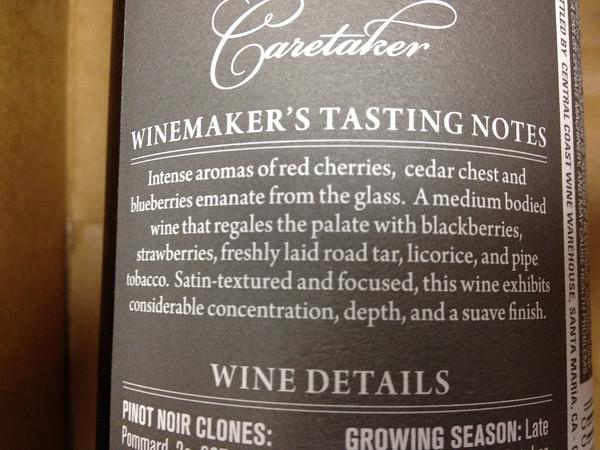 Caretaker
WINEMAKER'S TASTING NOTES
Intense aromas of red cherries, cedar chest and
blueberries emanate from the glass. A medium bodied
wine that regales the palate with blackberries,
strawberries, freshly laid road tar, licorice, and pipe
tobacco. Satin-textured and focused, this wine exhibits
considerable concentration, depth, and a suave finish.
WINE DETAILS
PINOT NOIR CLONES:
Pommard,
GROWING SEASON: Late
BY CENTRAL COAST WINE WAREHOUSE, SANTA MARIA, CA